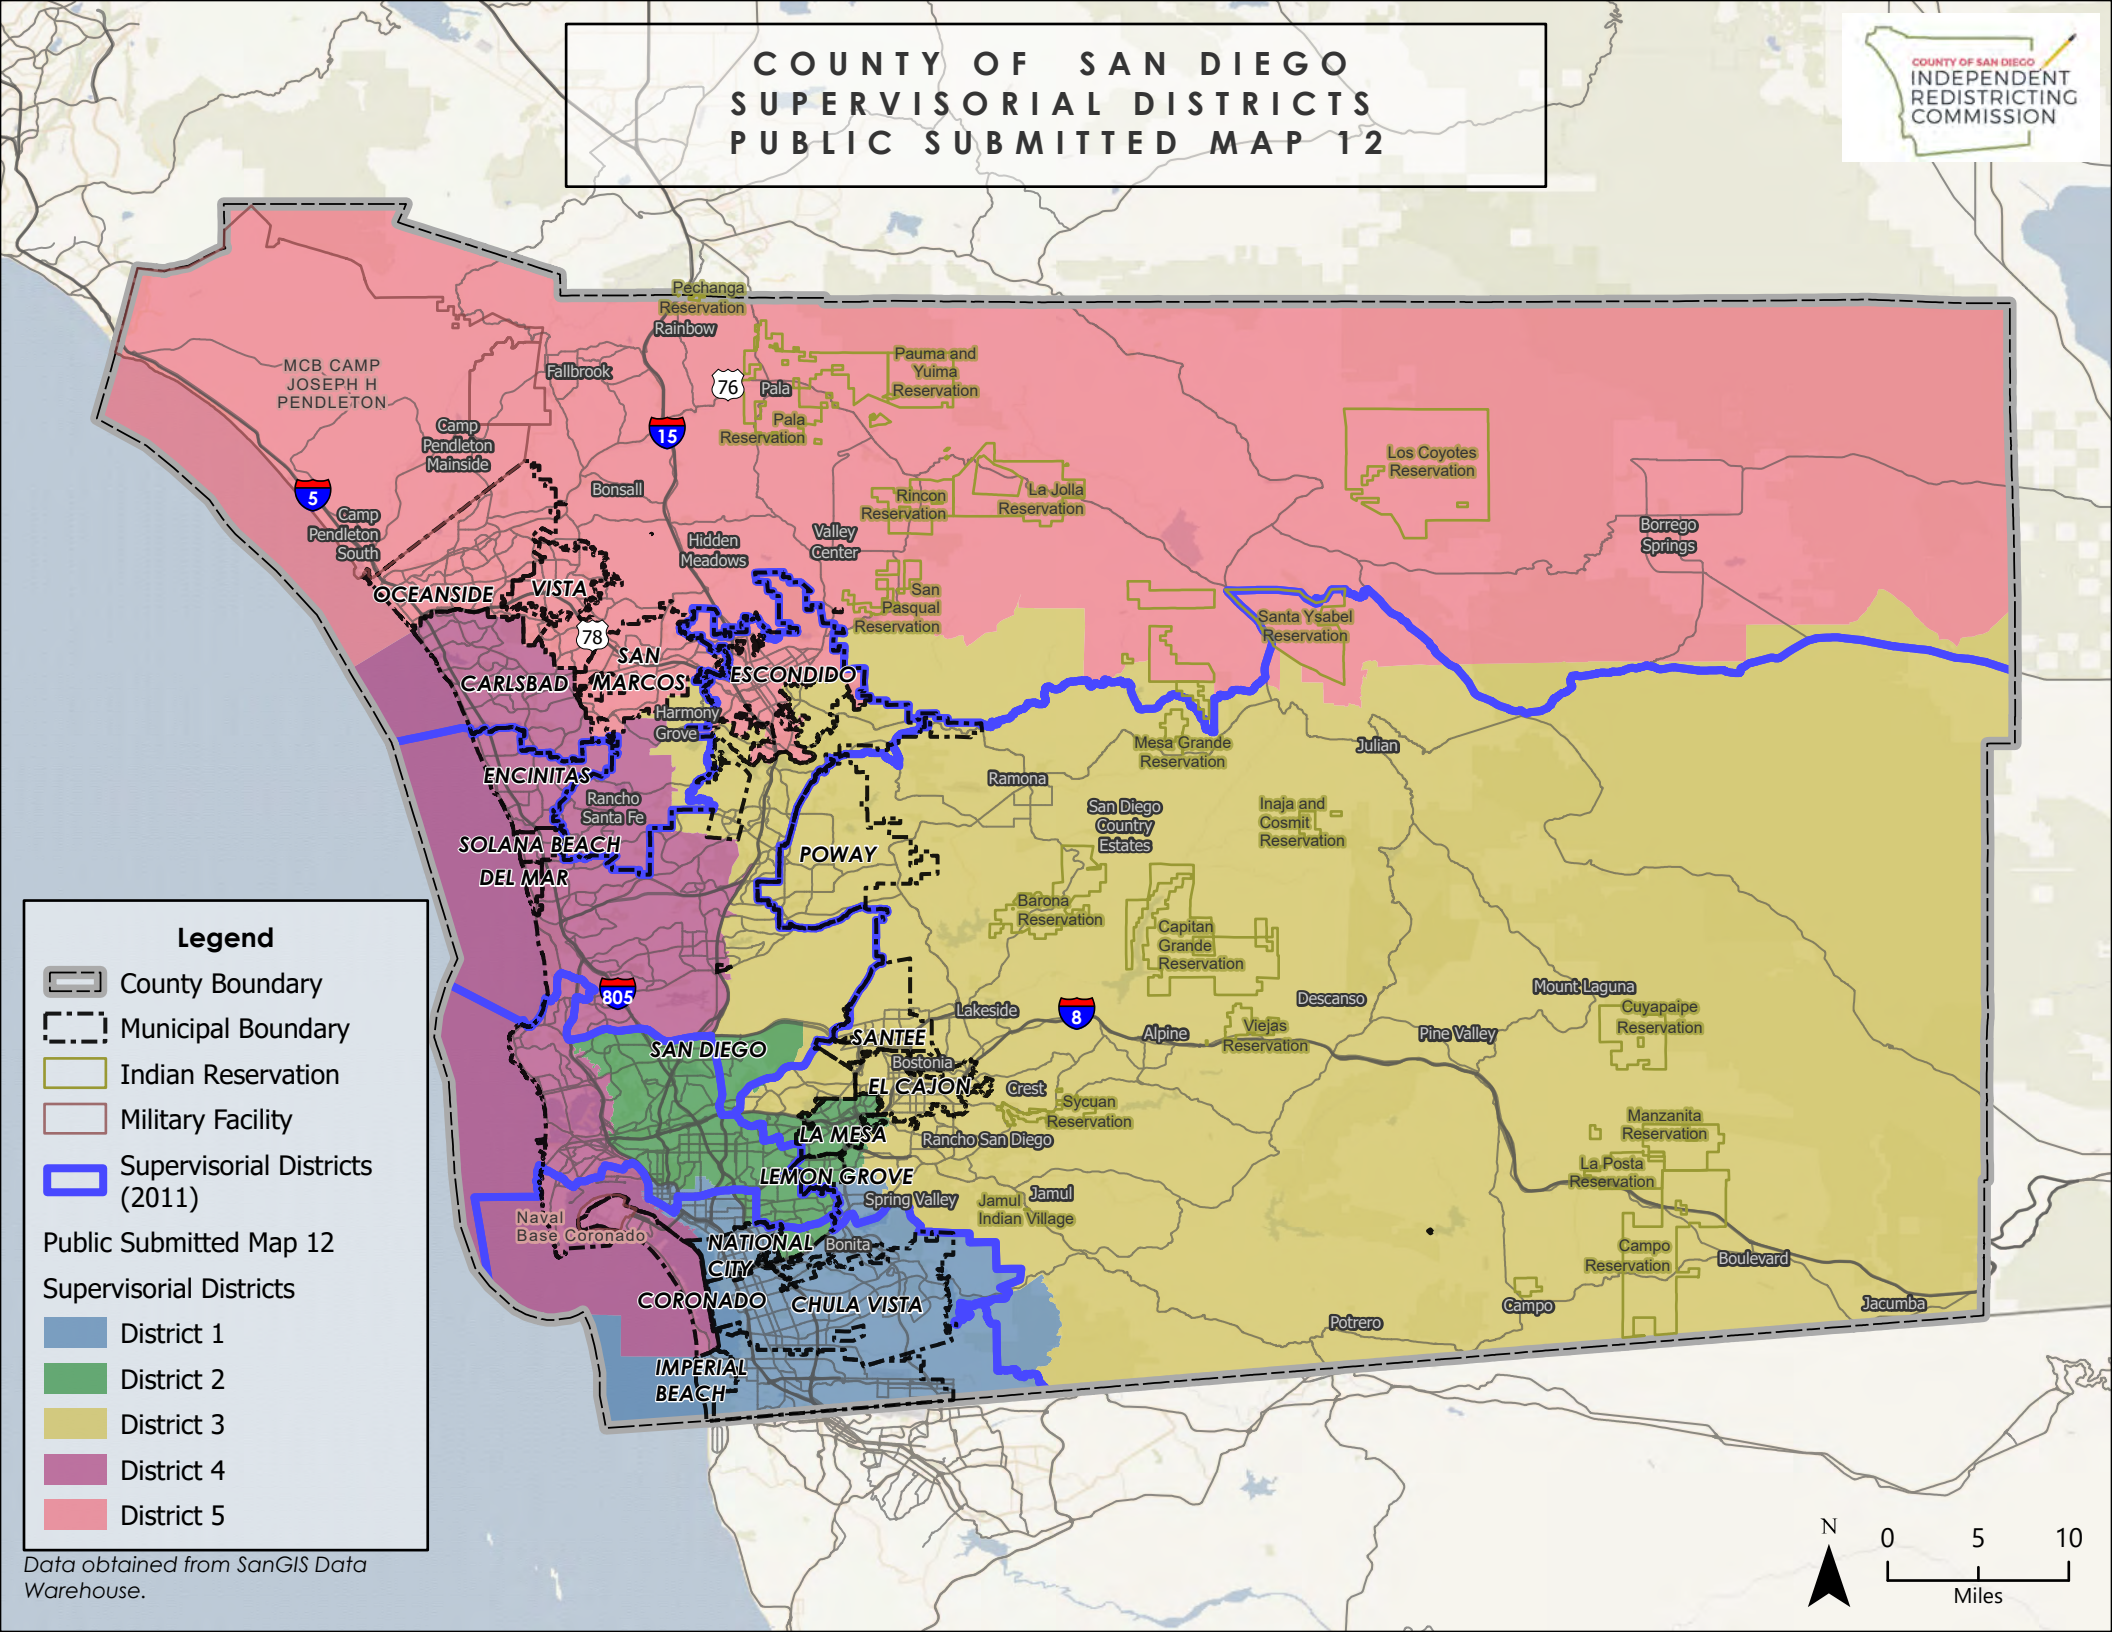 COUNTY OF SAN DIEGO
SUPERVISORIAL DISTRICTS
PUBLIC SUBMITTED MAP 12
COUNTY OF SAN DIEGO
INDEPENDENT
REDISTRICTING
COMMISSION
Pechanga
Reservation
Rainbow
MCB CAMP
JOSEPH H
PENDLETON
Fallbrook
76
Pala
Pauma and
Yuima
Reservation
Pala
Reservation
15
Camp
Pendleton
Mainside
Los Coyotes
Reservation
5
Bonsall
Rincon
Reservation
La Jolla
Reservation
Camp
Pendleton
South
Hidden
Meadows
Valley
Center
Borrego
Springs
OCEANSIDE
VISTA
San
Pasqual
Reservation
Santa Ysabel
Reservation
78
SAN
MARCOS
CARLSBAD
ESCONDIDO
Harmony
Grove
Mesa Grande
Reservation
Julian
ENCINITAS
Ramona
Rancho
Santa Fe
San Diego
Country
Estates
Inaja and
Cosmit
Reservation
SOLANA BEACH
POWAY
DEL MAR
Barona
Reservation
Capitan
Grande
Reservation
805
Mount Laguna
Descanso
Lakeside
8
Cuyapaipe
Reservation
SAN DIEGO
SANTEE
Alpine
Viejas
Reservation
Pine Valley
Bostonia
EL CAJON
Crest
Sycuan
Reservation
LA MESA
Rancho San Diego
Manzanita
Reservation
LEMON GROVE
La Posta
Reservation
Spring Valley
Jamul
Indian Village
Jamul
Naval
Base Coronado
NATIONAL
CITY
Bonita
Campo
Reservation
Boulevard
CORONADO
CHULA VISTA
Campo
Jacumba
Potrero
IMPERIAL
BEACH
Legend
County Boundary
Municipal Boundary
Indian Reservation
Military Facility
Supervisorial Districts
(2011)
Public Submitted Map 12
Supervisorial Districts
District 1
District 2
District 3
District 4
District 5
Data obtained from SanGIS Data
Warehouse.
N
0 5 10
Miles